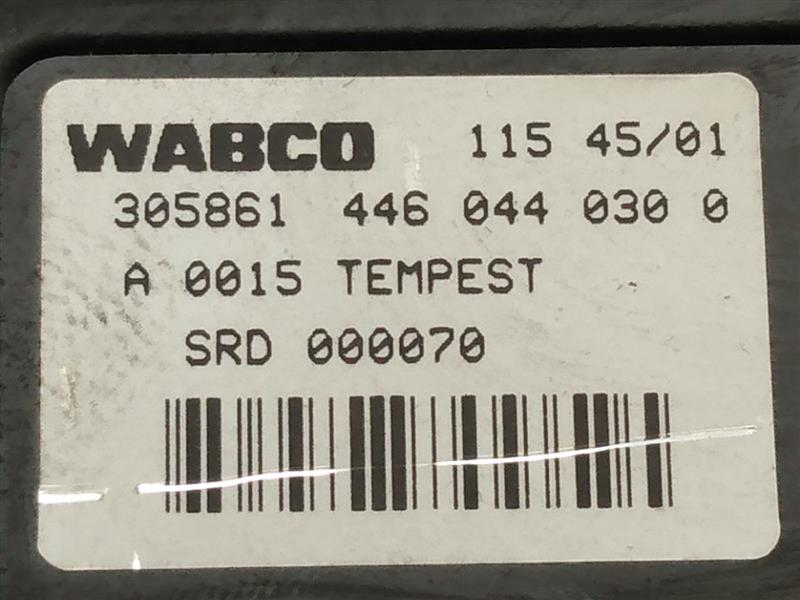 WABCO 115 45/01
305861 446 044 030 0
A 0015 TEMPEST
SRD 000070